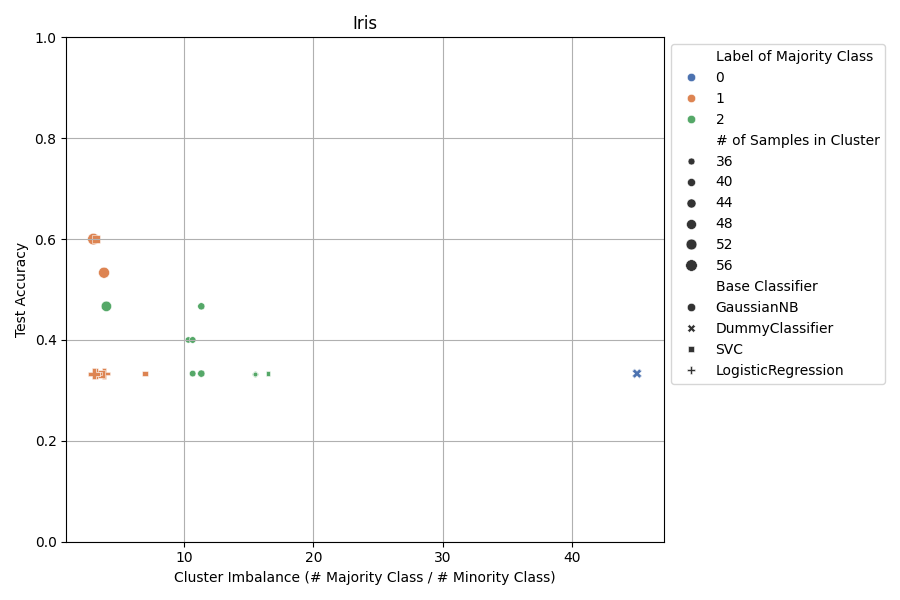 Iris
1.0
0.8
0.6
0.4
0.2
0.0
Test Accuracy
10
20
30
40
Cluster Imbalance (# Majority Class / # Minority Class)
Label of Majority Class
0
1
2
# of Samples in Cluster
36
40
44
48
52
56
Base Classifier
GaussianNB
DummyClassifier
SVC
LogisticRegression